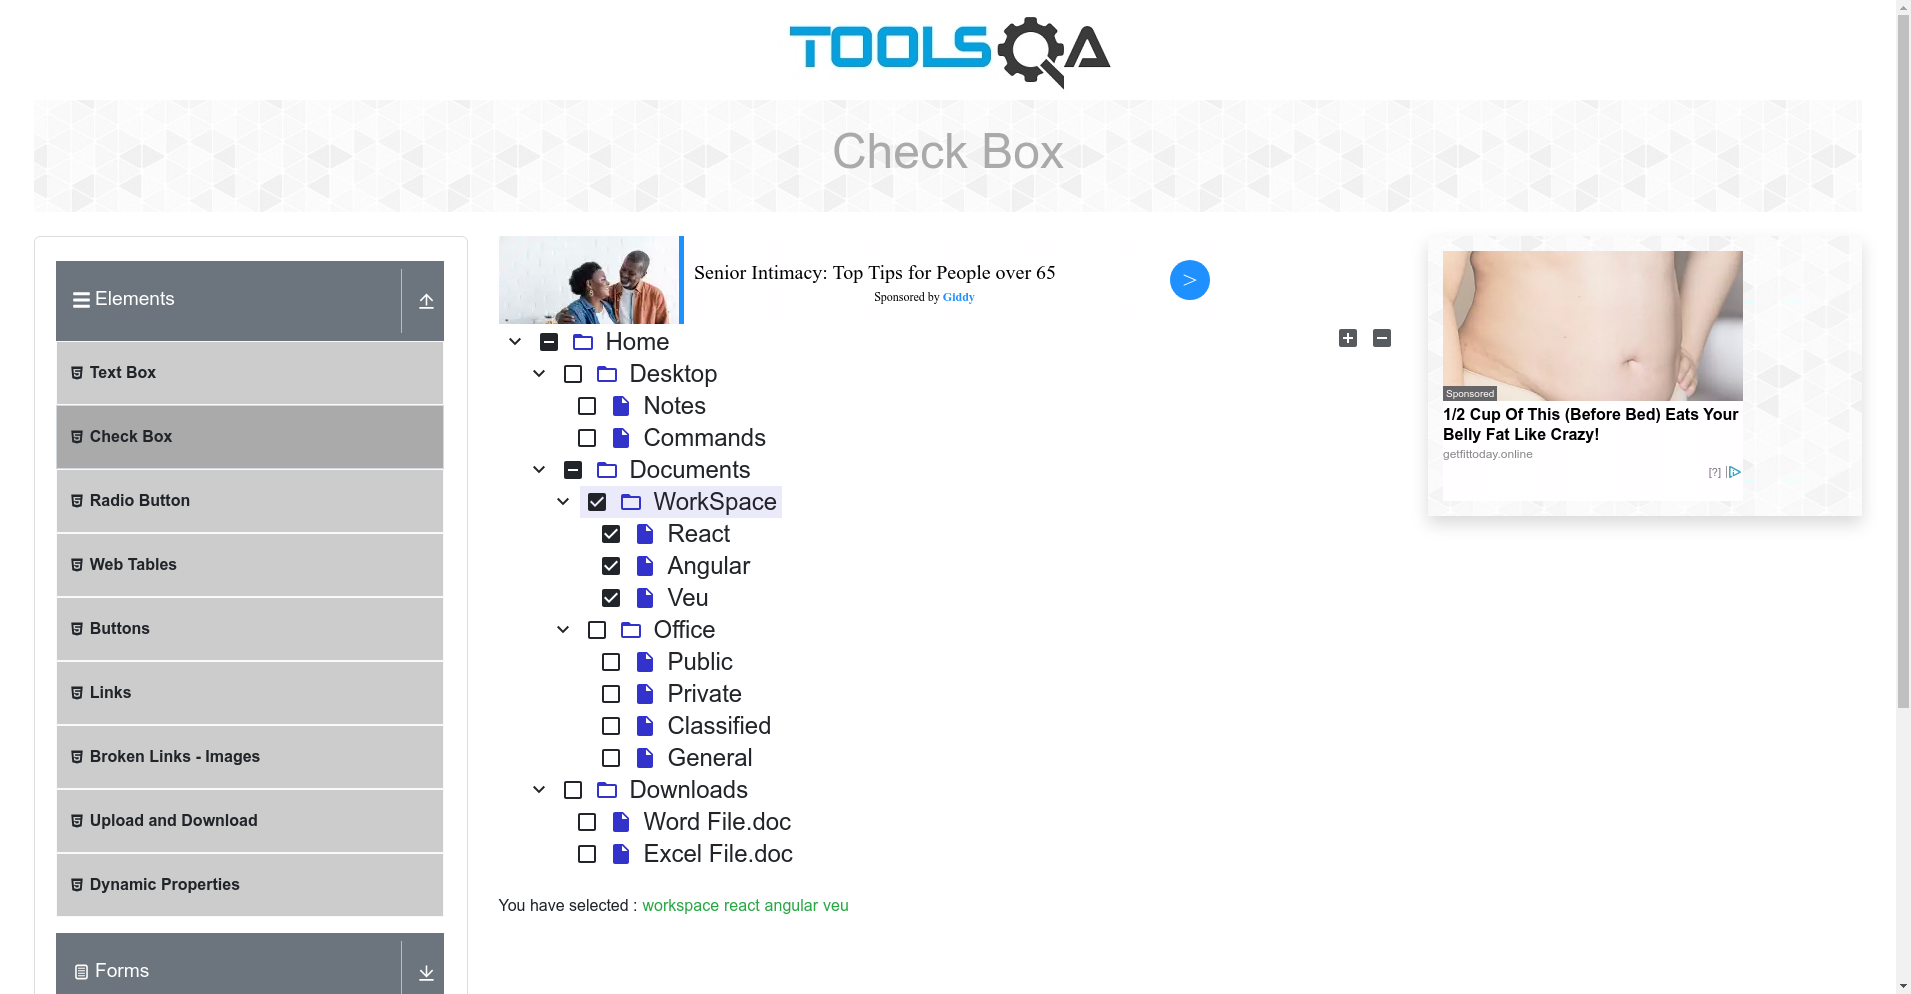 TOOLSQA
Check Box
Elements
Text Box
Check Box
Radio Button
Web Tables
Buttons
Links
Broken Links - Images
Upload and Download
Dynamic Properties
Forms
Senior Intimacy: Top Tips for People over 65
Sponsored by Giddy
>
Home
Desktop
Notes
Commands
Documents
WorkSpace
React
Angular
Veu
Office
Public
Private
Classified
General
Downloads
Word File.doc
Excel File.doc
You have selected : workspace react angular veu
Sponsored
1/2 Cup Of This (Before Bed) Eats Your
Belly Fat Like Crazy!
getfittoday.online
[?]